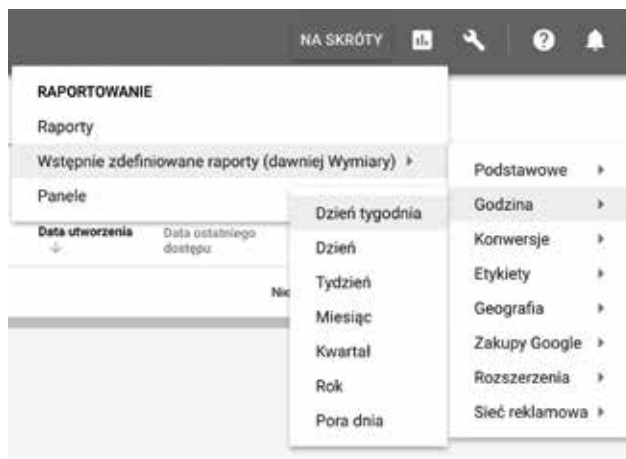 NA SKRÓTY
RAPORTOWANIE
Raporty
Wstępnie zdefiniowane raporty (dawniej Wymiary)
Panele
Data utworzenia
Data ostatniego
dostępu
Nie
Podstawowe
Godzina
Konwersje
Etykiety
Geografia
Zakupy Google
Rozszerzenia
Sieć reklamowa
Dzień tygodnia
Dzień
Tydzień
Miesiąc
Kwartał
Rok
Pora dnia